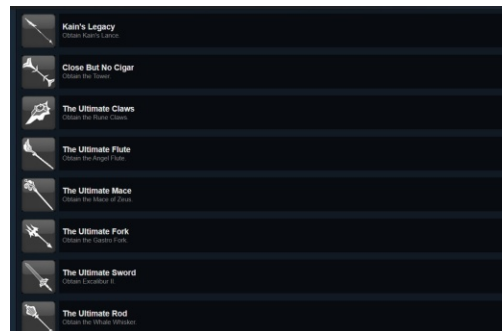 Kain's Legacy
Obtain Kain's Lance.
Close But No Cigar
Obtain the Tower.
The Ultimate Claws
Obtain the Rune Claws.
The Ultimate Flute
Obtain the Angel Flute.
The Ultimate Mace
Obtain the Mace of Zeus.
The Ultimate Fork
Obtain the Gastro Fork.
The Ultimate Sword
Obtain Excalibur II.
The Ultimate Rod
Obtain the Whale Whisker.